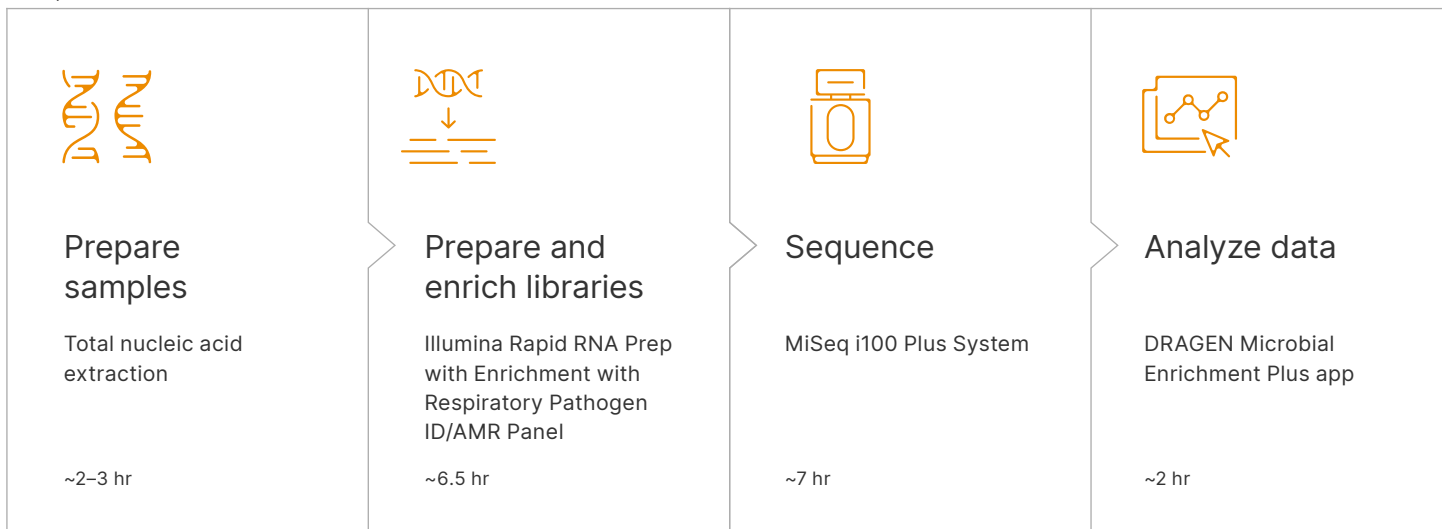 Prepare
samples
Total nucleic acid
extraction
~2–3 hr
Prepare and
enrich libraries
Illumina Rapid RNA Prep
with Enrichment with
Respiratory Pathogen
ID/AMR Panel
~6.5 hr
Sequence
MiSeq i100 Plus System
~7 hr
Analyze data
DRAGEN Microbial
Enrichment Plus app
~2 hr